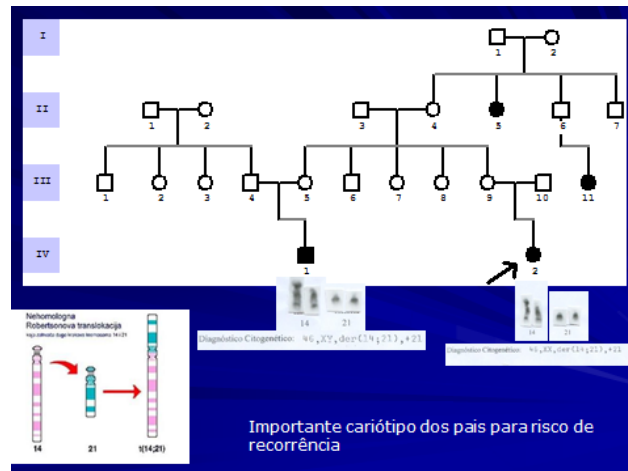 I
1 2
II
1 2 3 4 5 6 7
III
1 2 3 4 5 6 7 8 9 10 11
IV
1 2
14 21
Diagnóstico Citogenético: 46,XY,der(14;21),+21
14 21
Diagnóstico Citogenético: 46,XX,der(14;21),+21
Nehomologna
Robertsonova translokacija
14 21 t(14;21)
Importante cariótipo dos pais para risco de
recorrência